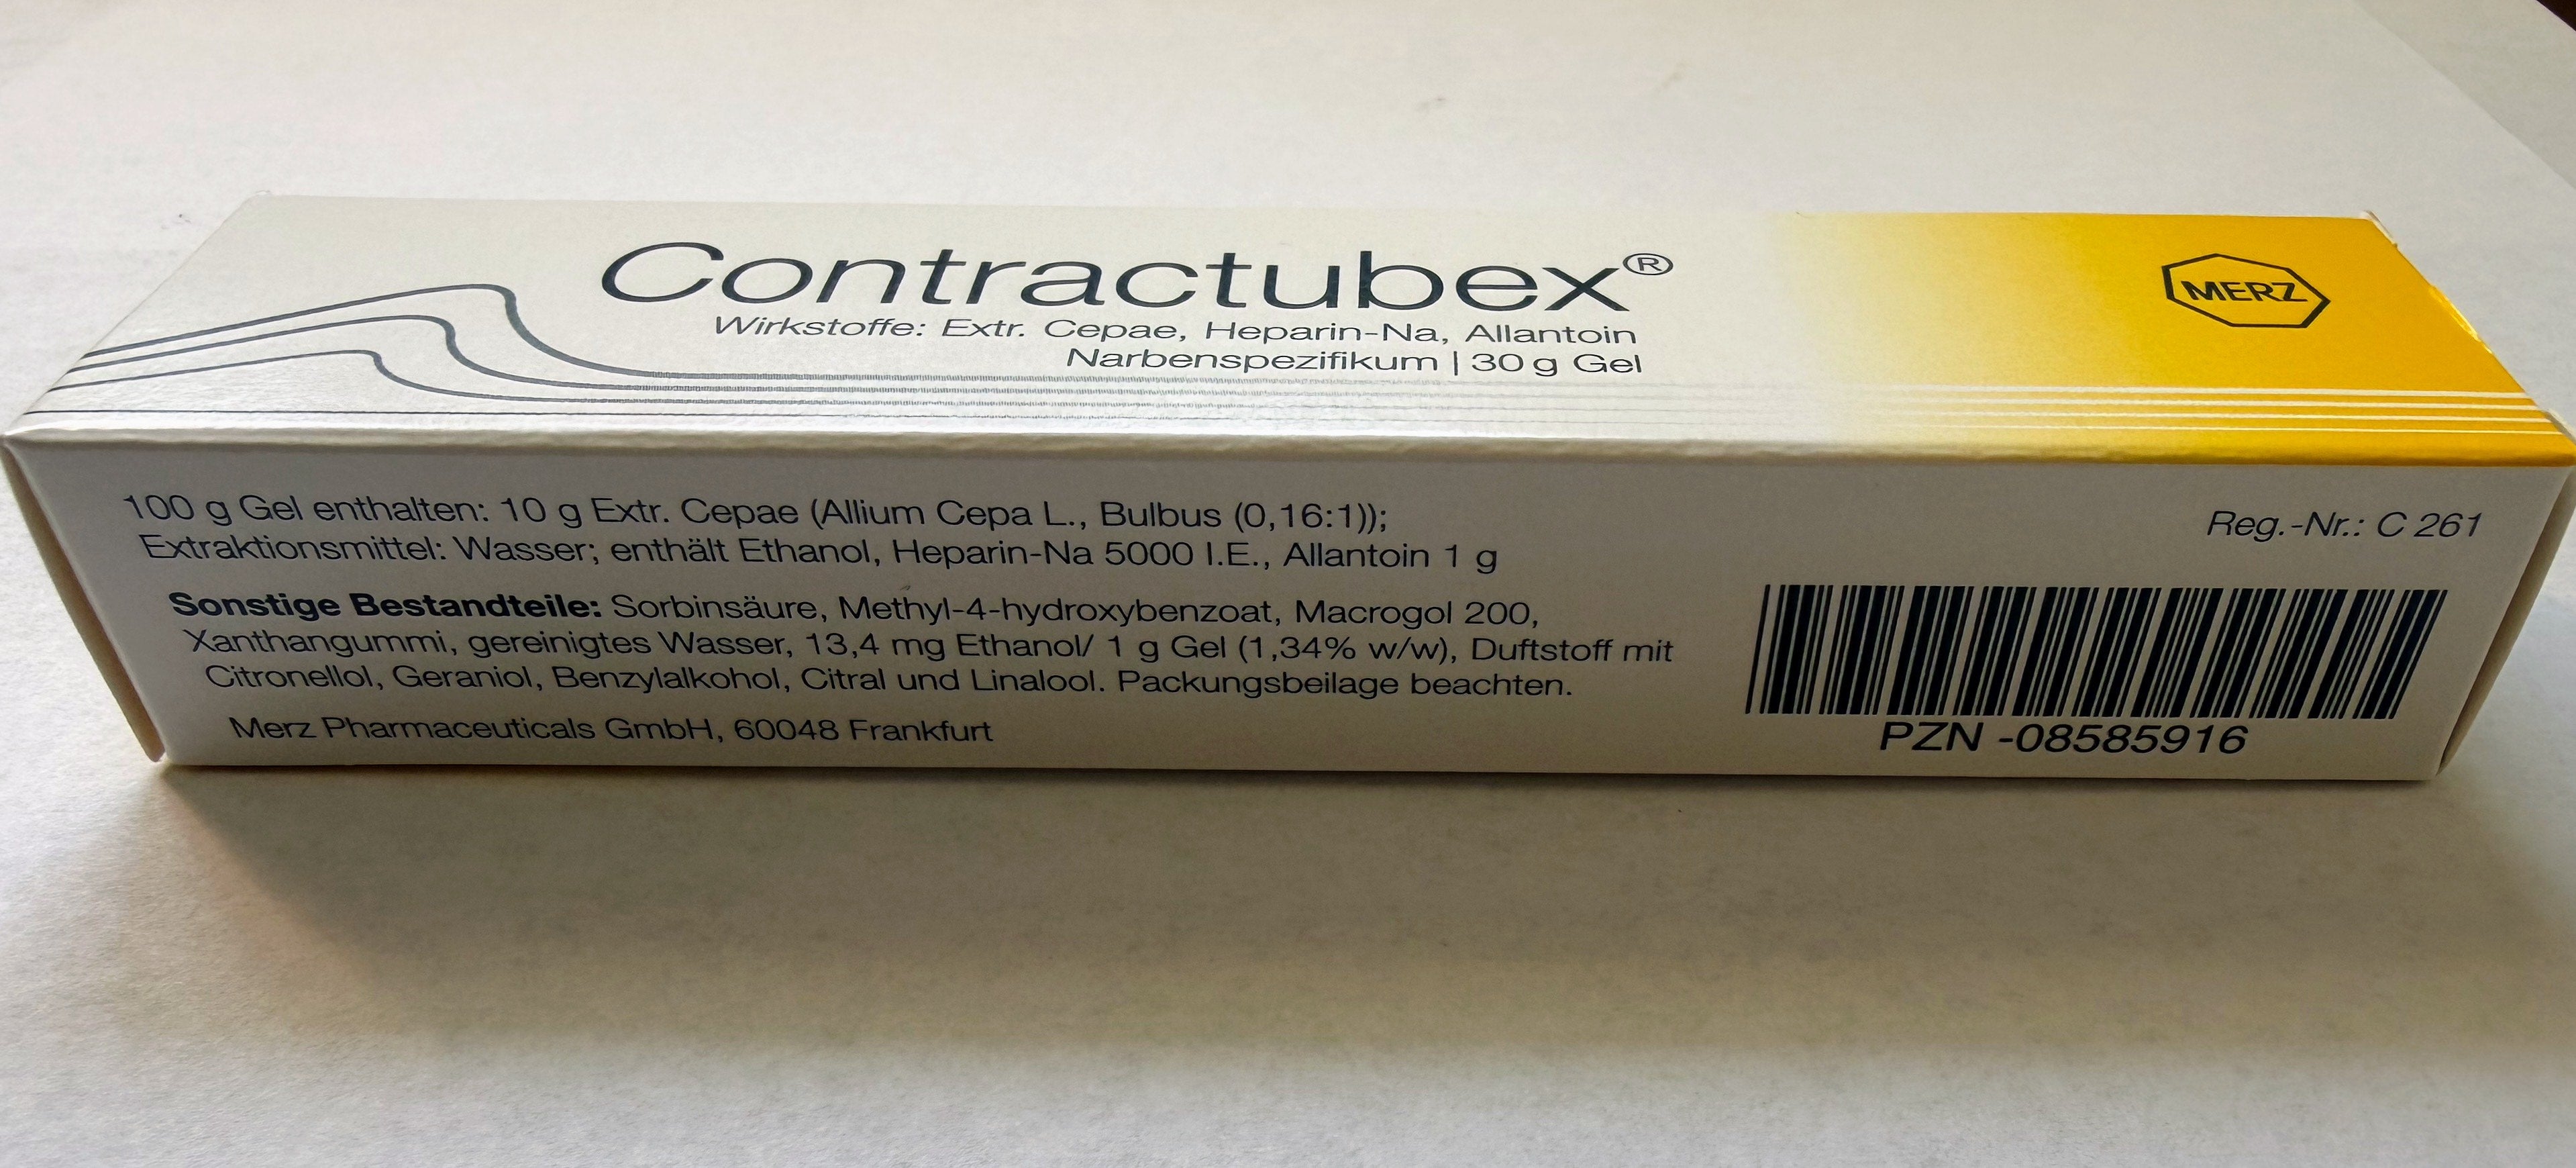 Contractubex®
MERZ
Wirkstoffe: Extr. Cepae, Heparin-Na, Allantoin
Narbenspezifikum | 30 g Gel
100 g Gel enthalten: 10 g Extr. Cepae (Allium Cepa L., Bulbus (0,16:1));
Extraktionsmittel: Wasser; enthält Ethanol, Heparin-Na 5000 I.E., Allantoin 1 g
Sonstige Bestandteile: Sorbinsäure, Methyl-4-hydroxybenzoat, Macrogol 200,
Xanthangummi, gereinigtes Wasser, 13,4 mg Ethanol/ 1 g Gel (1,34% w/w), Duftstoff mit
Citronellol, Geraniol, Benzylalkohol, Citral und Linalool. Packungsbeilage beachten.
Merz Pharmaceuticals GmbH, 60048 Frankfurt
Reg.-Nr.: C 261
PZN -08585916